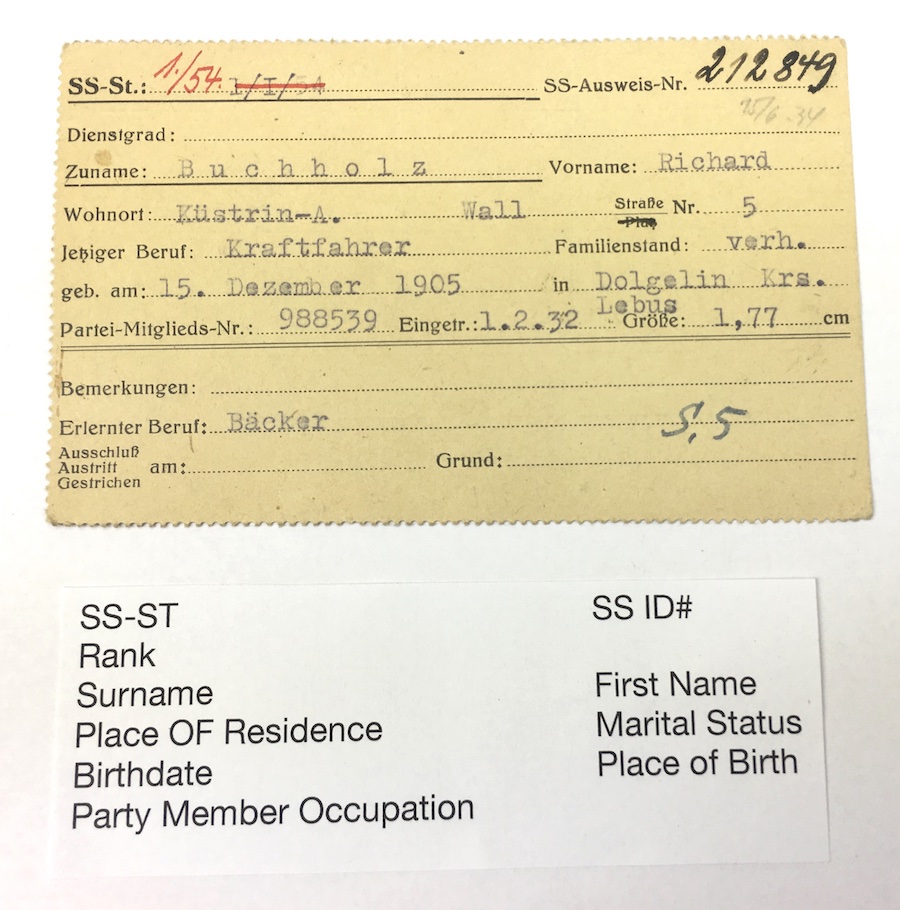 SS-St.: 1./54. 1/I/54 SS-Ausweis-Nr. 212849
/6.34
Dienstgrad:
Zuname: Buchholz Vorname: Richard
Wohnort: Küstrin-A. Wall Straße Platz Nr. 5
Jetziger Beruf: Kraftfahrer Familienstand: verh.
geb. am: 15. Dezember 1905 in Dolgelin Krs.
Lebus
Partei-Mitglieds-Nr.: 988539 Eingetr.: 1.2.32 Größe: 1,77 cm
Bemerkungen:
Erlernter Beruf: Bäcker S.5
Ausschluß
Austritt am: Grund:
Gestrichen
SS-ST SS ID#
Rank
Surname First Name
Place OF Residence Marital Status
Birthdate Place of Birth
Party Member Occupation